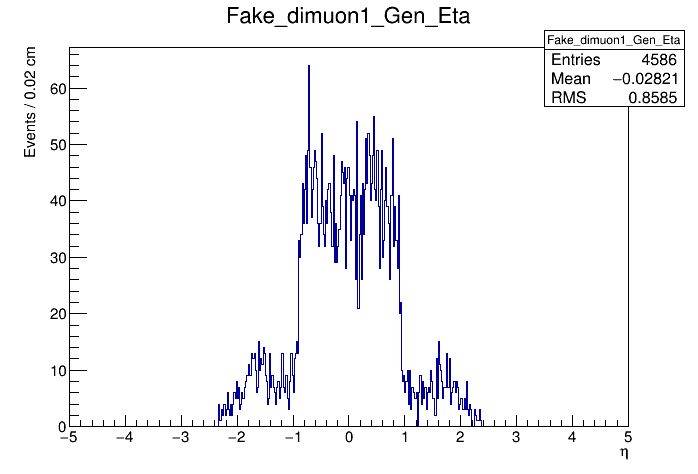 Fake_dimuon1_Gen_Eta
Fake_dimuon1_Gen_Eta
Entries 4586
Mean −0.02821
RMS 0.8585
Events / 0.02 cm
60
50
40
30
20
10
0
−5 −4 −3 −2 −1 0 1 2 3 4 5
η